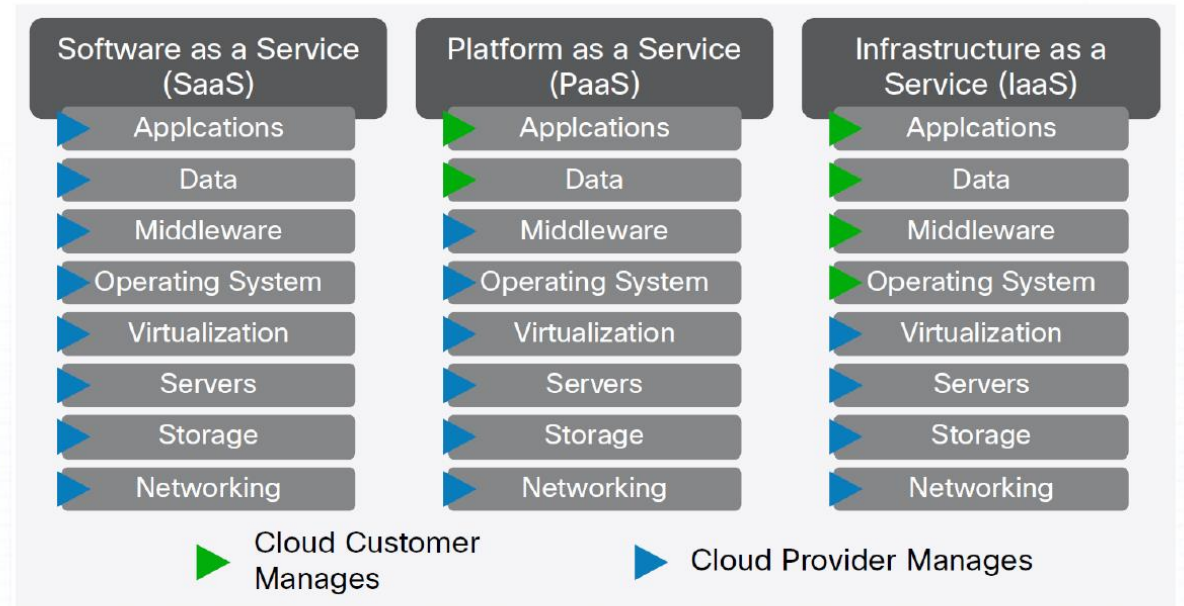 Software as a Service
(SaaS)
Applcations
Data
Middleware
Operating System
Virtualization
Servers
Storage
Networking
Platform as a Service
(PaaS)
Applcations
Data
Middleware
Operating System
Virtualization
Servers
Storage
Networking
Infrastructure as a
Service (IaaS)
Applcations
Data
Middleware
Operating System
Virtualization
Servers
Storage
Networking
Cloud Customer
Manages
Cloud Provider Manages